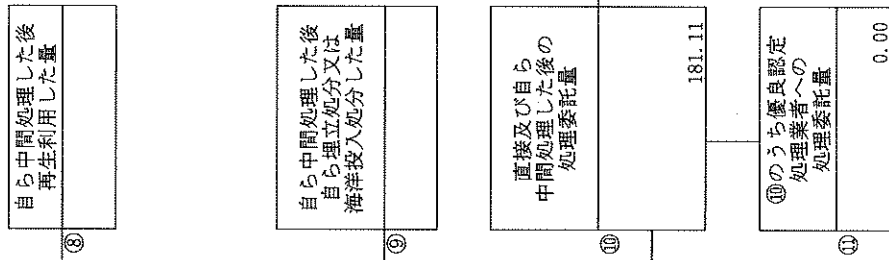 自ら中間処理した後
再生利用した量
⑧
自ら中間処理した後
自ら埋立処分又は
海洋投入処分した量
⑨
直接及び自ら
中間処理した後の
処理委託量
⑩
181.11
⑩のうち優良認定
処理業者への
処理委託量
⑪
0.00